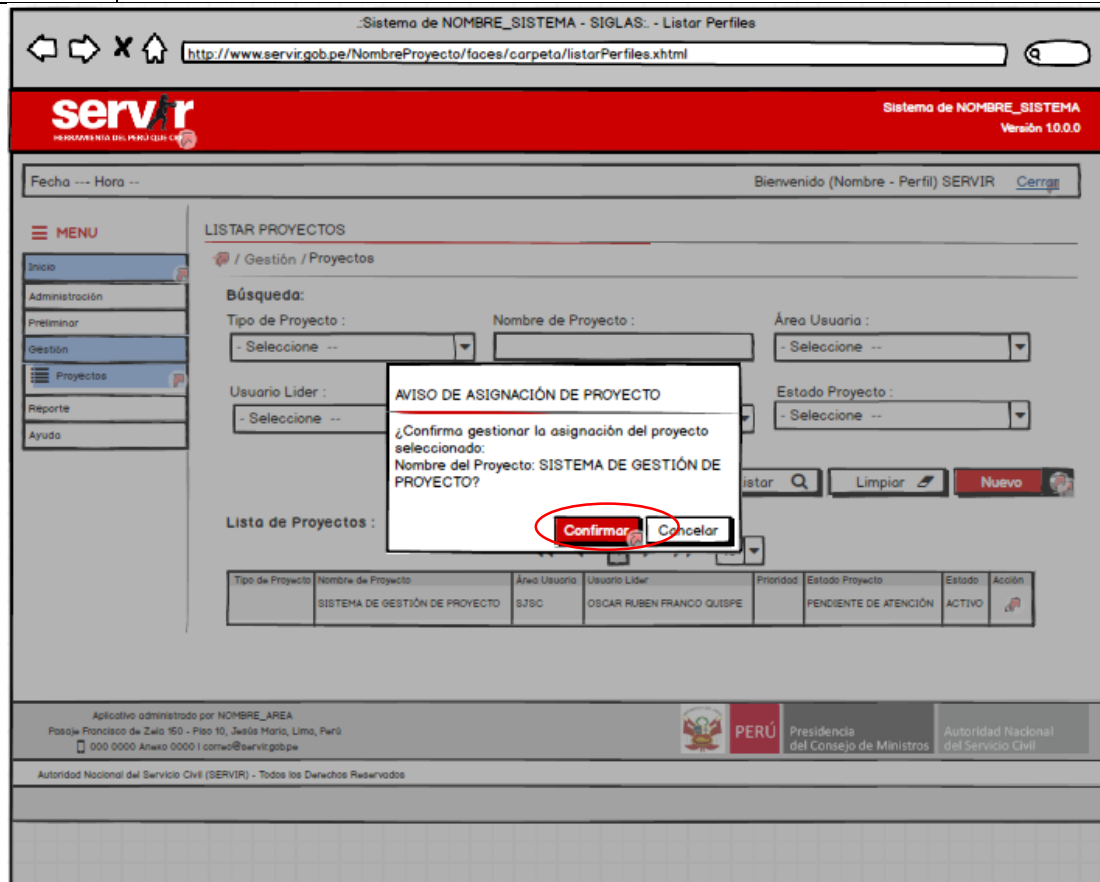 .:Sistema de NOMBRE_SISTEMA - SIGLAS:. - Listar Perfiles
http://www.servir.gob.pe/NombreProyecto/faces/carpeta/listarPerfiles.xhtml
servir
HERRAMIENTA DEL PERÚ QUE
Sistema de NOMBRE_SISTEMA
Versión 1.0.0.0
Fecha --- Hora --
Bienvenido (Nombre - Perfil) SERVIR Cerrar
MENU
Inicio
Administración
Preliminar
Gestión
Proyectos
Reporte
Ayuda
LISTAR PROYECTOS
/ Gestión / Proyectos
Búsqueda:
Tipo de Proyecto : Nombre de Proyecto : Área Usuaria :
- Seleccione -- - Seleccione --
Usuario Lider : Estado Proyecto :
- Seleccione -- - Seleccione --
AVISO DE ASIGNACIÓN DE PROYECTO
¿Confirma gestionar la asignación del proyecto
seleccionado:
Nombre del Proyecto: SISTEMA DE GESTIÓN DE
PROYECTO?
Confirmar Cancelar
istar Limpiar Nuevo
Lista de Proyectos :
Tipo de Proyecto Nombre de Proyecto Área Usuaria Usuario Lider Prioridad Estado Proyecto Estado Acción
SISTEMA DE GESTIÓN DE PROYECTO SJSC OSCAR RUBEN FRANCO QUISPE PENDIENTE DE ATENCIÓN ACTIVO
Aplicativo administrado por NOMBRE_AREA
Pasaje Francisco de Zela 150 - Piso 10, Jesús María, Lima, Perú
000 0000 Anexo 0000 | correo@servir.gob.pe
PERÚ
Presidencia
del Consejo de Ministros
Autoridad Nacional
del Servicio Civil
Autoridad Nacional del Servicio Civil (SERVIR) - Todos los Derechos Reservados